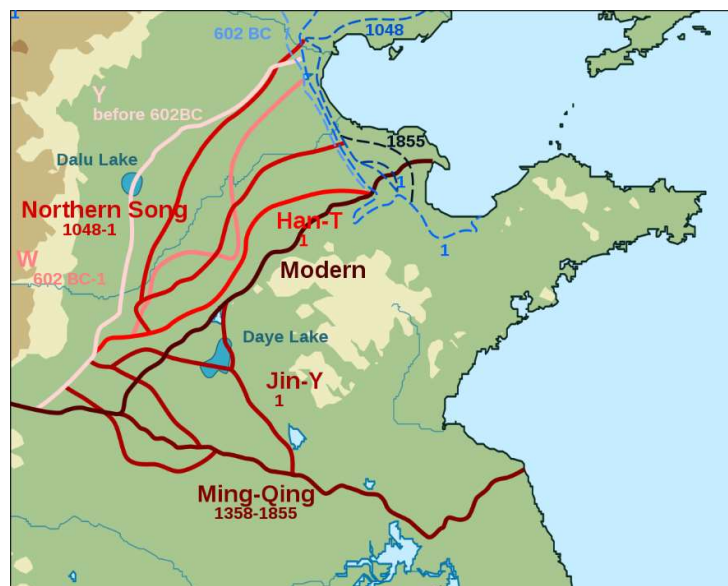 1
602 BC
1048
Y
before 602BC
1855
Dalu Lake
1
Northern Song
1048-1
Han-T
1
1
W
602 BC-1
Modern
Daye Lake
Jin-Y
1
Ming-Qing
1358-1855